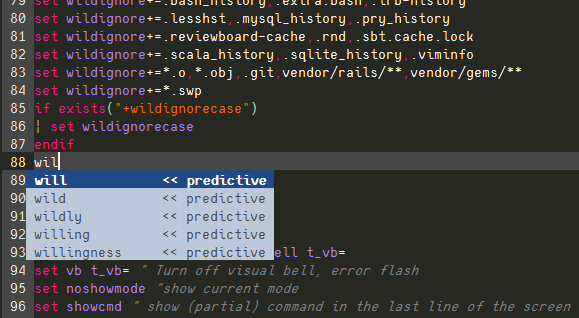 79 set wildignore+=.bash_history,.extra.bash,.irb-history
80 set wildignore+=.lesshst,.mysql_history,.pry_history
81 set wildignore+=.reviewboard-cache,.rnd,.sbt.cache.lock
82 set wildignore+=.scala_history,.sqlite_history,.viminfo
83 set wildignore+=*.o,*.obj,.git,vendor/rails/**,vendor/gems/**
84 set wildignore+=*.swp
85 if exists("+wildignorecase")
86 | set wildignorecase
87 endif
88 wil
89 will << predictive
90 wild << predictive
91 wildly << predictive
92 willing << predictive
93 willingness << predictive ell t_vb=
94 set vb t_vb= " Turn off visual bell, error flash
95 set noshowmode "show current mode
96 set showcmd " show (partial) command in the last line of the screen